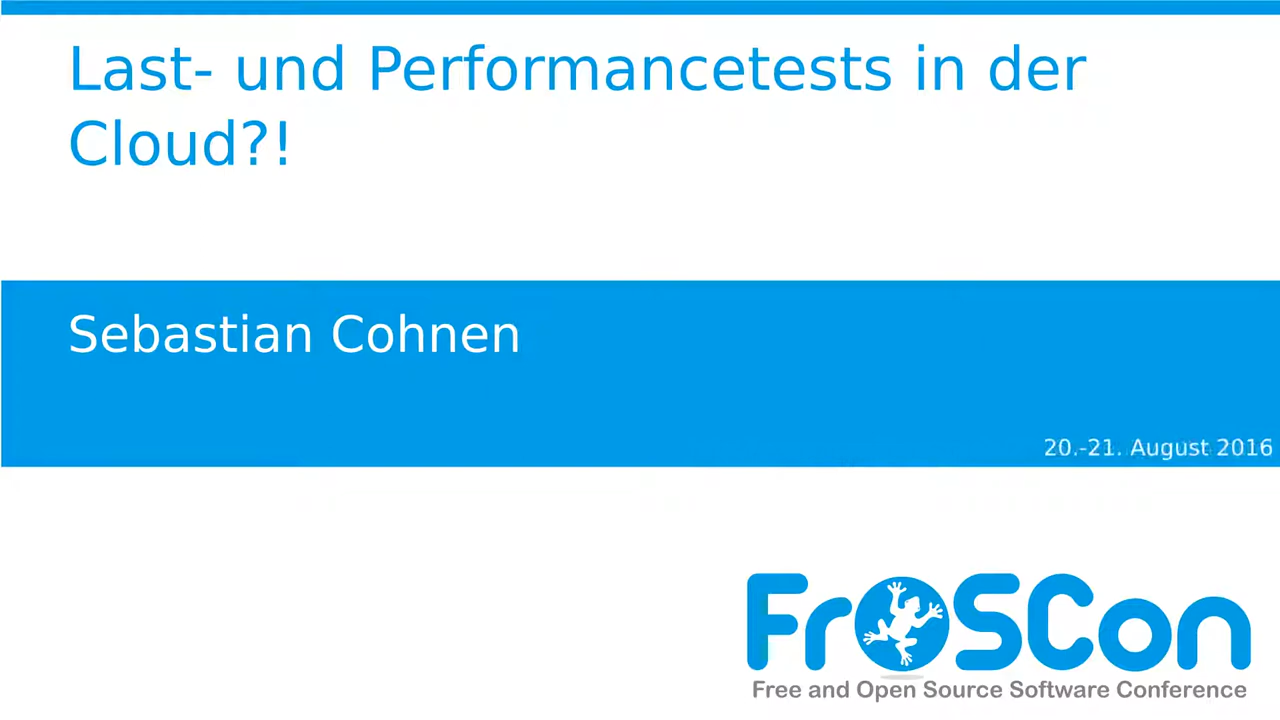 Last- und Performancetests in der
Cloud?!
Sebastian Cohnen
20.-21. August 2016
FrOSCon
Free and Open Source Software Conference